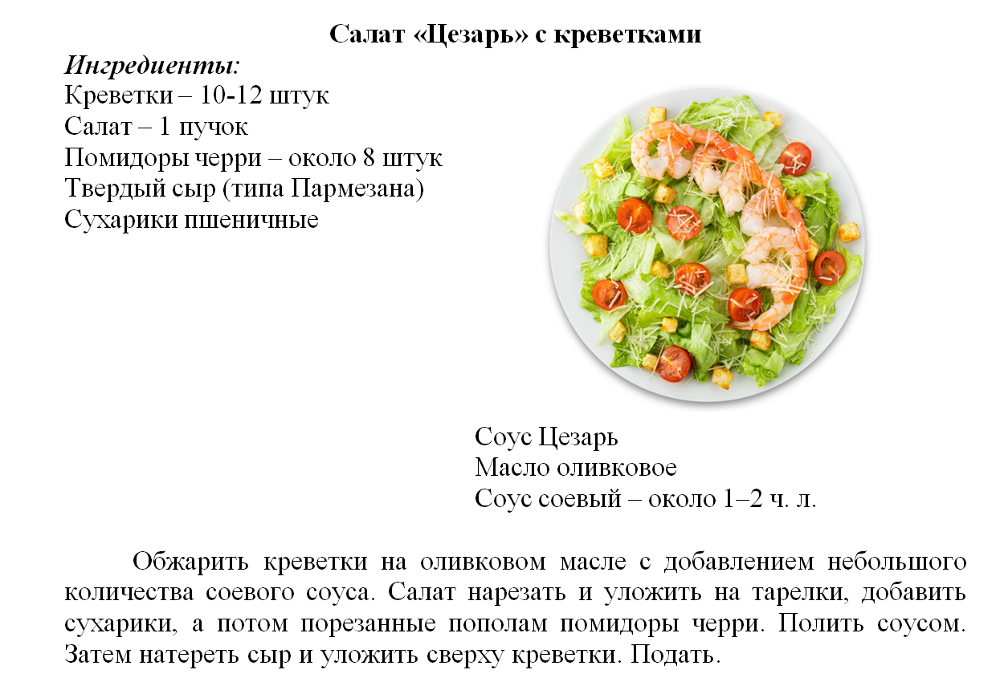 Салат «Цезарь» с креветками
Ингредиенты:
Креветки – 10-12 штук
Салат – 1 пучок
Помидоры черри – около 8 штук
Твердый сыр (типа Пармезана)
Сухарики пшеничные
Соус Цезарь
Масло оливковое
Соус соевый – около 1–2 ч. л.
Обжарить креветки на оливковом масле с добавлением небольшого
количества соевого соуса. Салат нарезать и уложить на тарелки, добавить
сухарики, а потом порезанные пополам помидоры черри. Полить соусом.
Затем натереть сыр и уложить сверху креветки. Подать.